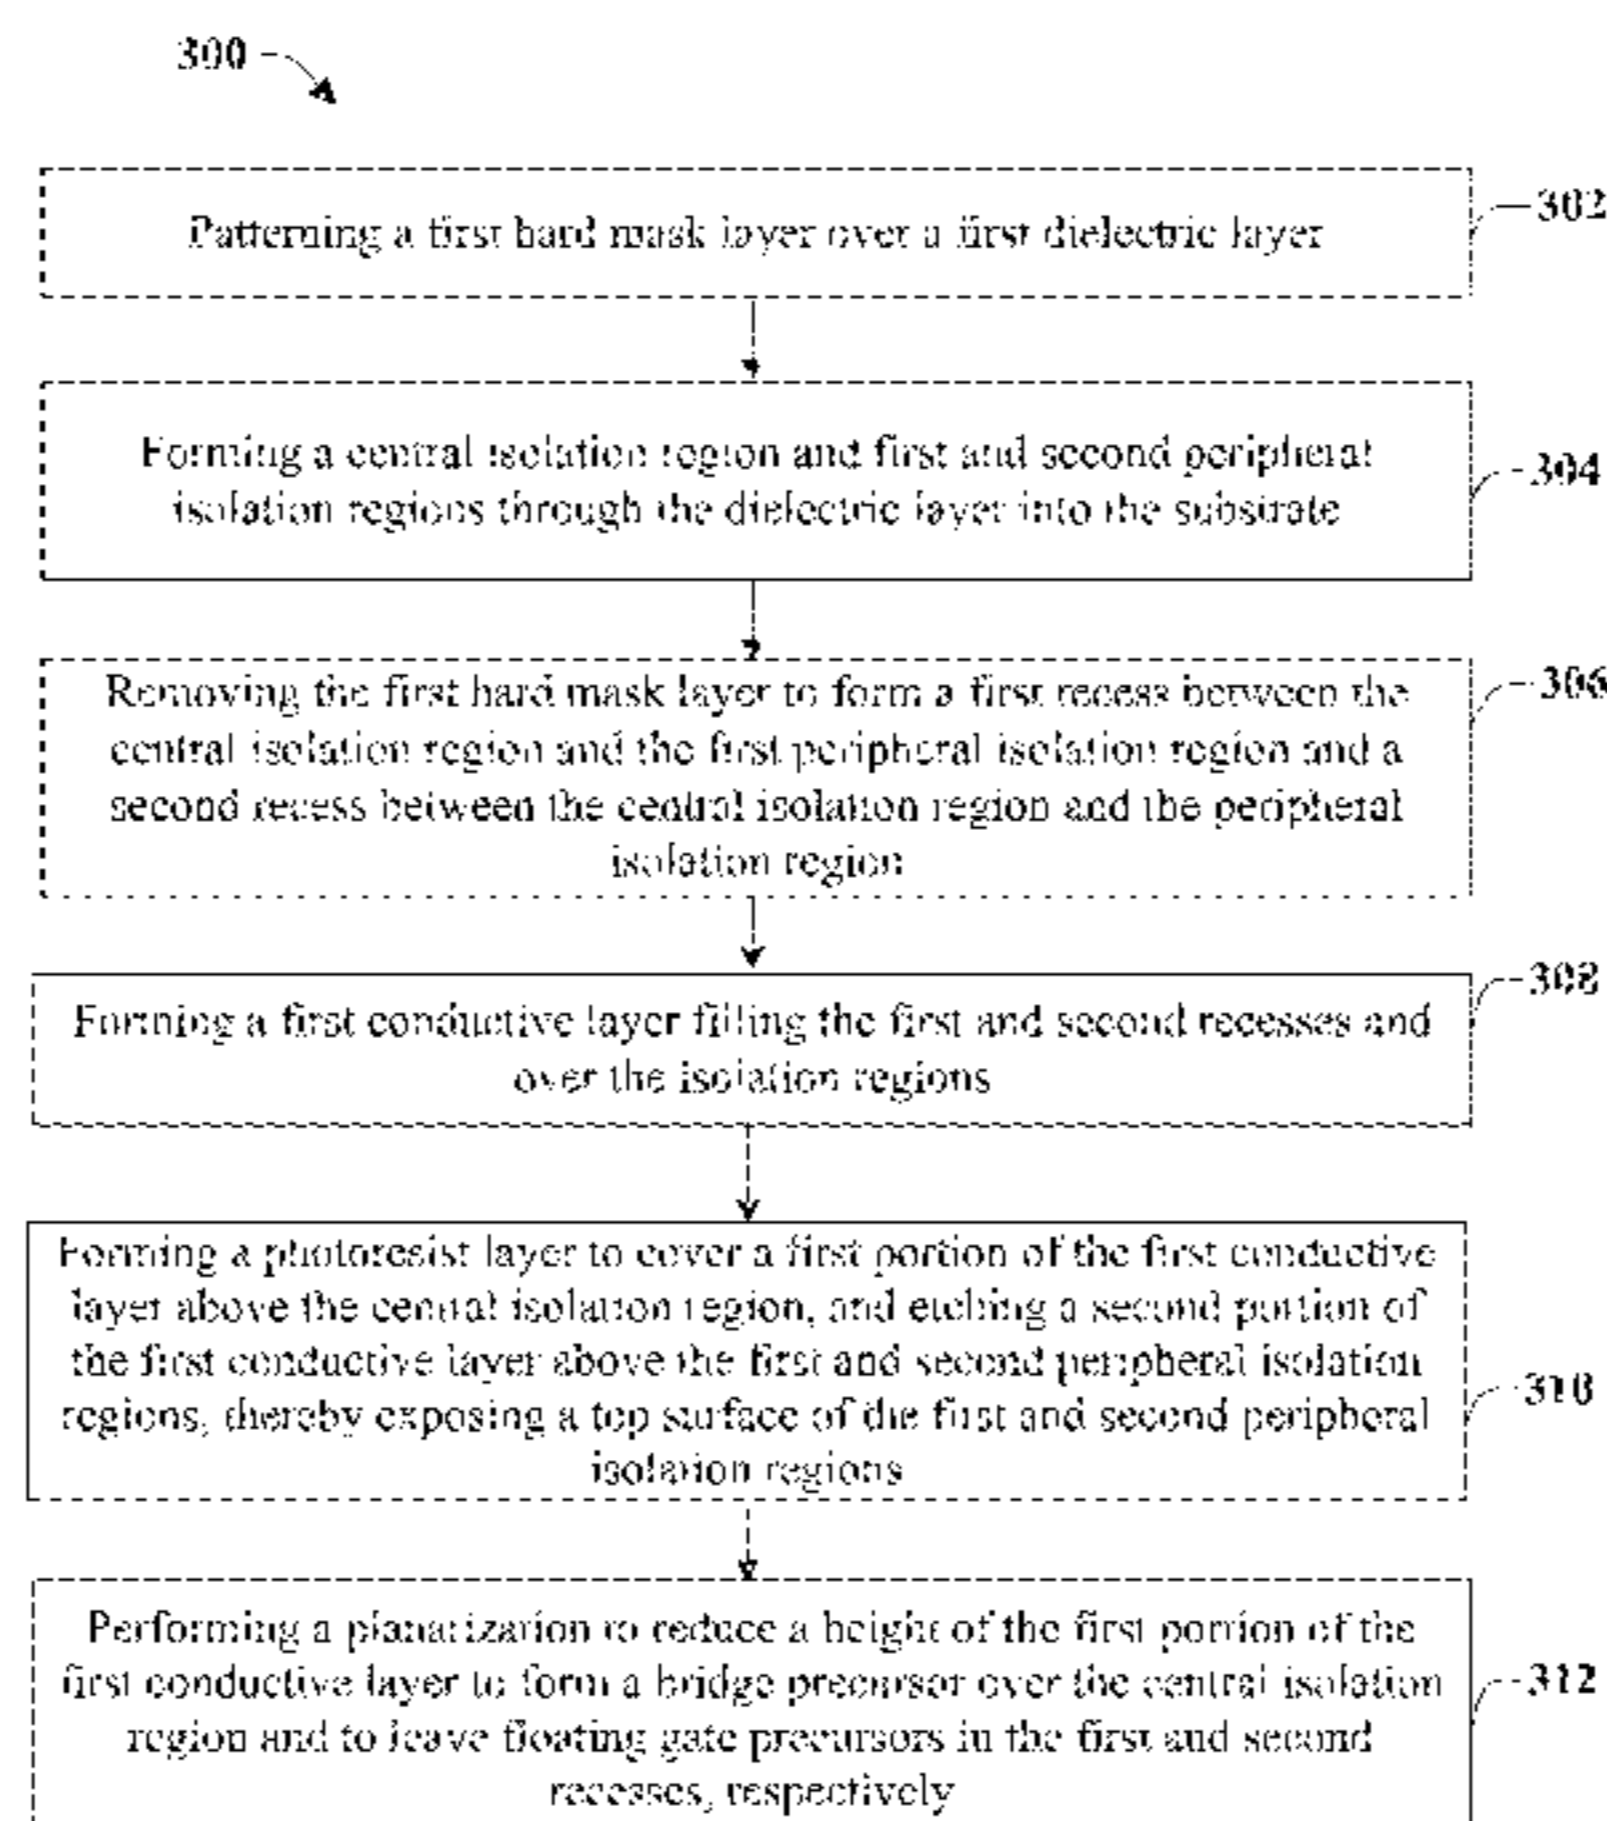 300
Patterning a first hard mask layer over a first dielectric layer
302
Forming a central isolation region and first and second peripheral
isolation regions through the dielectric layer into the substrate
304
Removing the first hard mask layer to form a first recess between the
central isolation region and the first peripheral isolation region and a
second recess between the central isolation region and the peripheral
isolation region
306
Forming a first conductive layer filling the first and second recesses and
over the isolation regions
308
Forming a photoresist layer to cover a first portion of the first conductive
layer above the central isolation region, and etching a second portion of
the first conductive layer above the first and second peripheral isolation
regions, thereby exposing a top surface of the first and second peripheral
isolation regions
310
Performing a planarization to reduce a height of the first portion of the
first conductive layer to form a bridge precursor over the central isolation
region and to leave floating gate precursors in the first and second
recesses, respectively
312